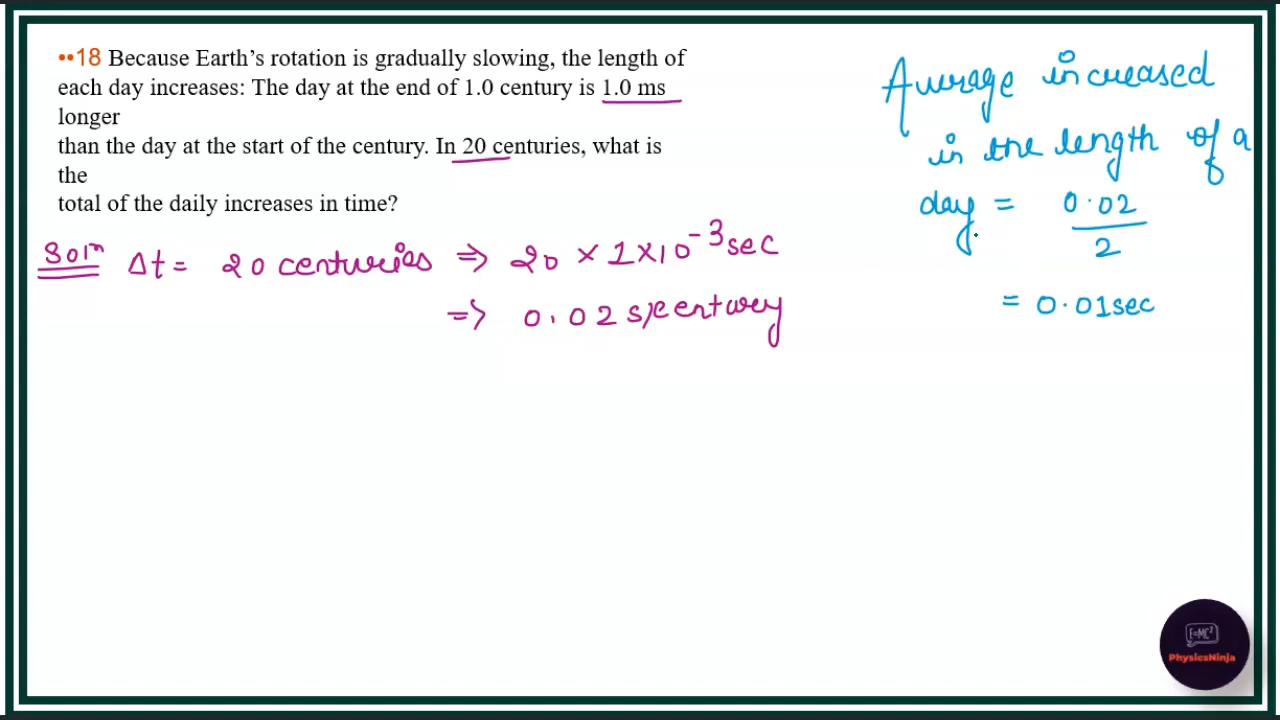 ••18 Because Earth's rotation is gradually slowing, the length of
each day increases: The day at the end of 1.0 century is 1.0 ms
longer
than the day at the start of the century. In 20 centuries, what is
the
total of the daily increases in time?
Solⁿ Δt = 20 centuries ⇒ 20 × 1×10⁻³ sec
⇒ 0.02 s/century
Average increased
in the length of a
day = 0.02
2
= 0.01sec
E=MC²
PhysicsNinja